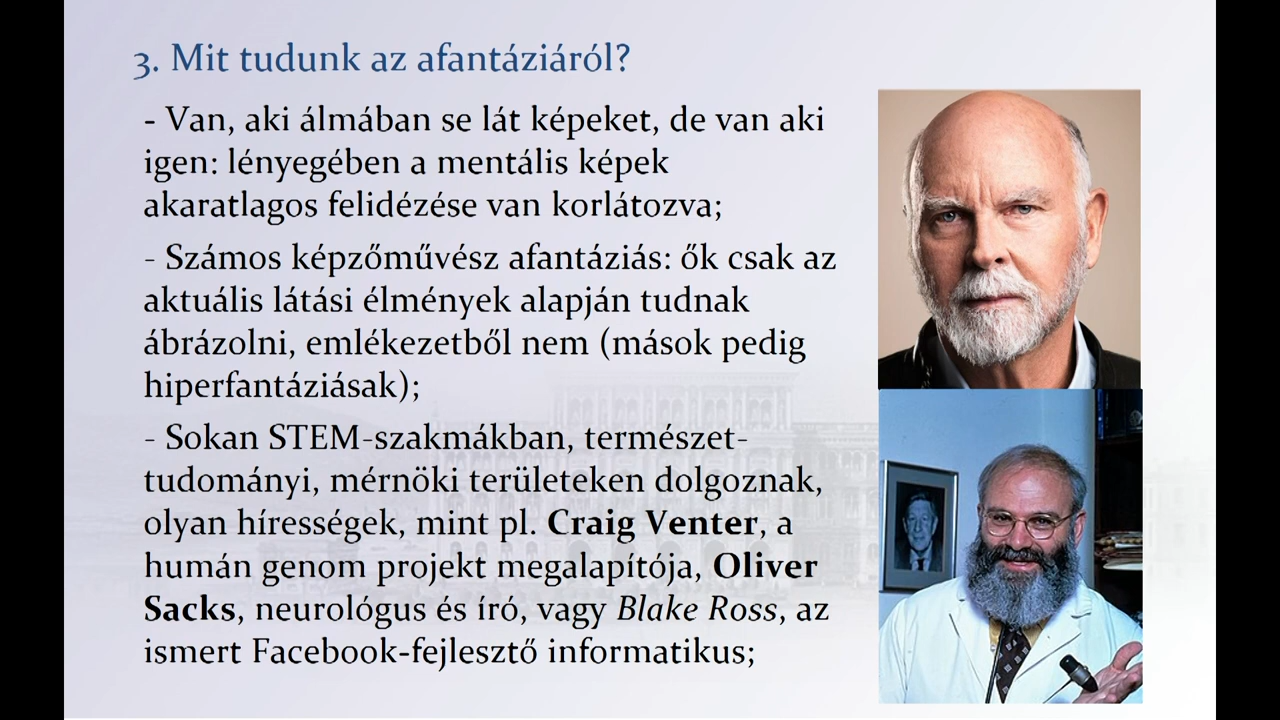 3. Mit tudunk az afantáziáról?
- Van, aki álmában se lát képeket, de van aki
igen: lényegében a mentális képek
akaratlagos felidézése van korlátozva;
- Számos képzőművész afantáziás: ők csak az
aktuális látási élmények alapján tudnak
ábrázolni, emlékezetből nem (mások pedig
hiperfantáziásak);
- Sokan STEM-szakmákban, természet-
tudományi, mérnöki területeken dolgoznak,
olyan hírességek, mint pl. Craig Venter, a
humán genom projekt megalapítója, Oliver
Sacks, neurológus és író, vagy Blake Ross, az
ismert Facebook-fejlesztő informatikus;